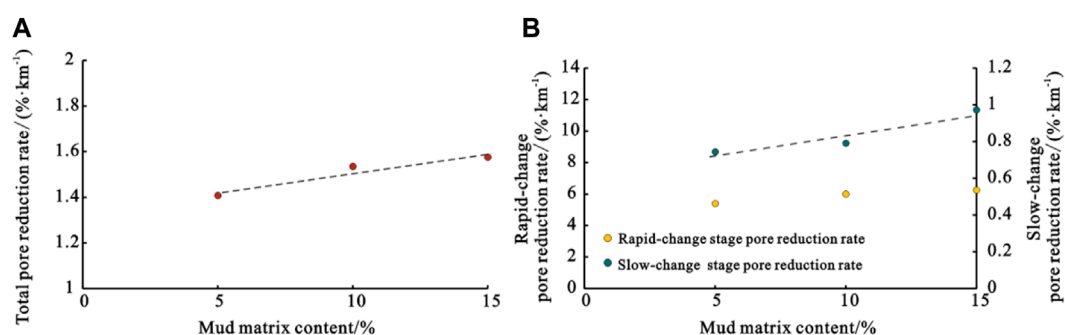 A
Total pore reduction rate/(%·km⁻¹)
2
1.8
1.6
1.4
1.2
1
0
5
10
15
Mud matrix content/%
B
Rapid-change
pore reduction rate/(%·km⁻¹)
14
12
10
8
6
4
2
0
Rapid-change stage pore reduction rate
Slow-change stage pore reduction rate
0
5
10
15
Mud matrix content/%
1.2
1
0.8
0.6
0.4
0.2
0
Slow-change
pore reduction rate/(%·km⁻¹)